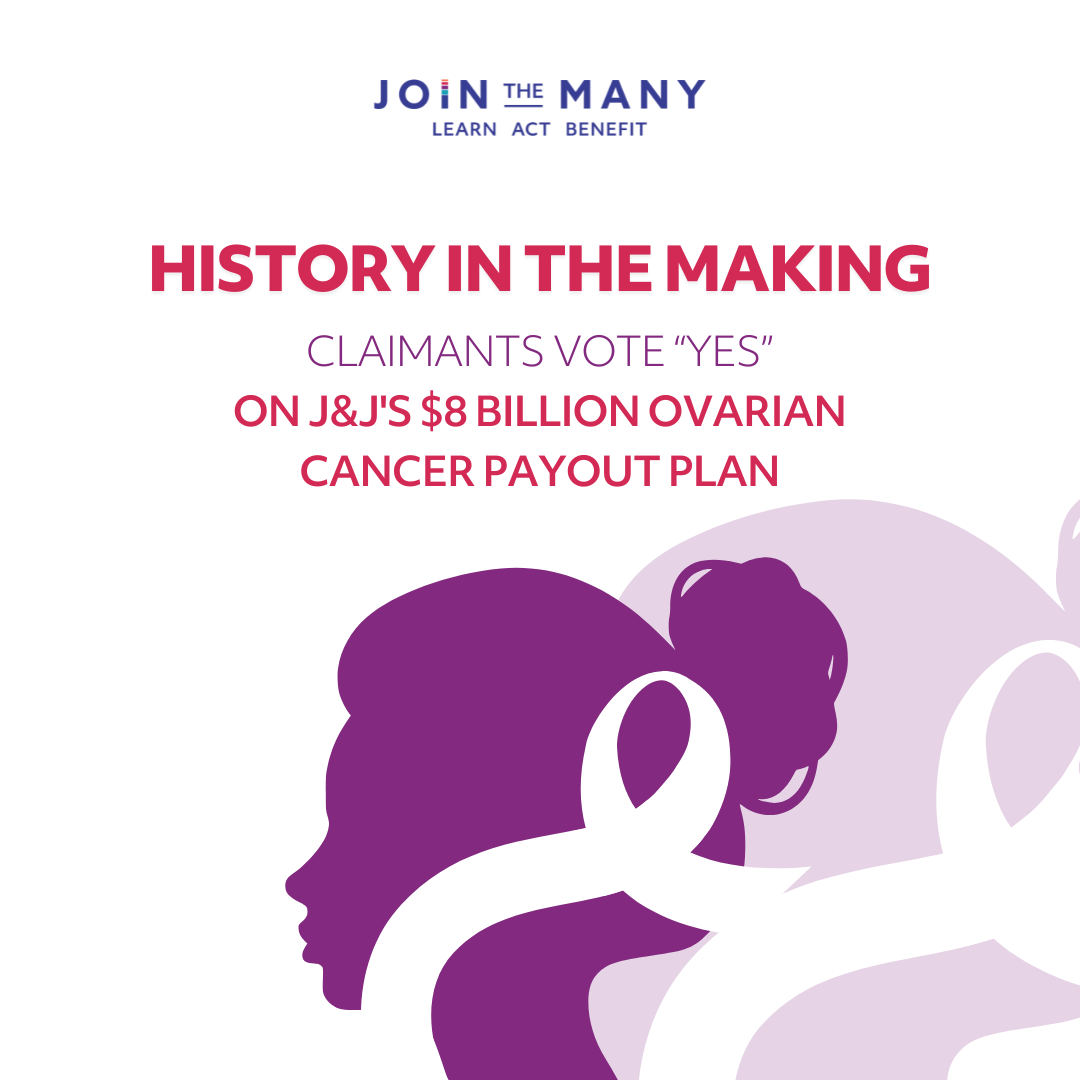 JOIN THE MANY
LEARN ACT BENEFIT
HISTORY IN THE MAKING
CLAIMANTS VOTE “YES”
ON J&J'S $8 BILLION OVARIAN
CANCER PAYOUT PLAN